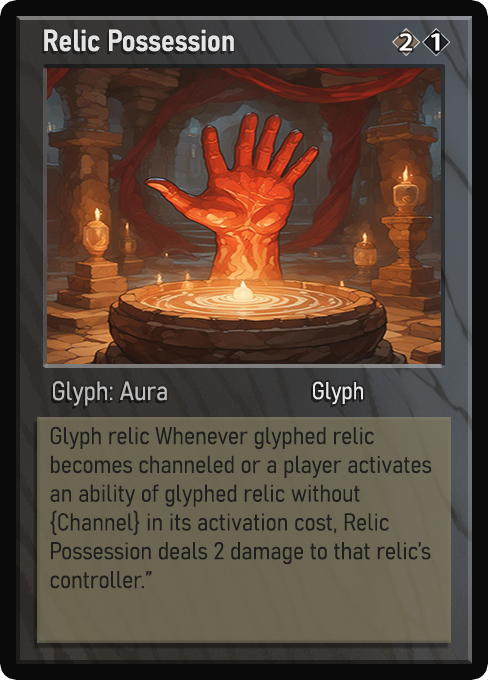 Relic Possession 2 1
Glyph: Aura Glyph
Glyph relic Whenever glyphed relic
becomes channeled or a player activates
an ability of glyphed relic without
{Channel} in its activation cost, Relic
Possession deals 2 damage to that relic's
controller.”